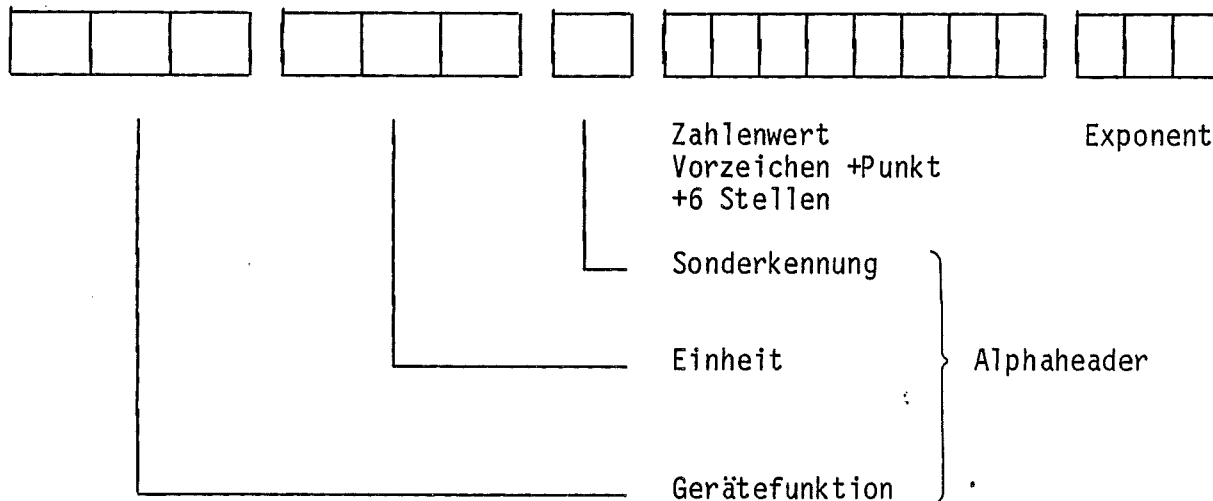 Zahlenwert
Vorzeichen +Punkt
+6 Stellen
Exponent
Sonderkennung
Einheit
Alphaheader
Gerätefunktion